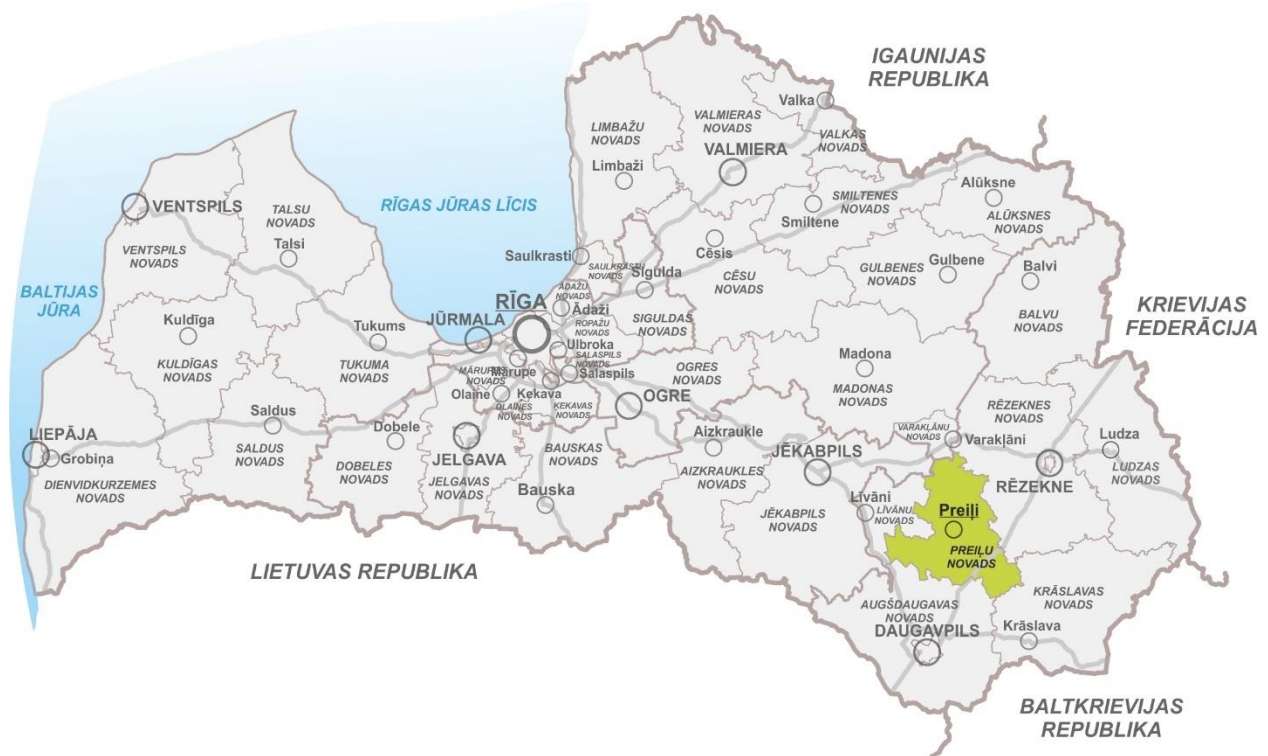 IGAUNIJAS
REPUBLIKA
Valka
VALMIERAS
NOVADS
LIMBAŽU
NOVADS
VALKAS
NOVADS
VALMIERA
Limbaži
Alūksne
SMILTENES
NOVADS
Smiltene
ALŪKSNES
NOVADS
VENTSPILS
TALSU
NOVADS
RĪGAS JŪRAS LĪCIS
Talsi
VENTSPILS
NOVADS
Cēsis
Saulkrasti
SAULKRASTU
NOVADS
Sigulda
CĒSU
NOVADS
GULBENES
NOVADS
Gulbene
Balvi
BALTIJAS
JŪRA
ĀDAŽU
NOVADS
Ādaži
RĪGA
KRIEVIJAS
FEDERĀCIJA
BALVU
NOVADS
Kuldīga
JŪRMALA
Tukums
ROPAŽU
NOVADS
SIGULDAS
NOVADS
Ulbroka
SALASPILS
NOVADS
Salaspils
KULDĪGAS
NOVADS
TUKUMA
NOVADS
MĀRUPES
NOVADS
Mārupe
OGRES
NOVADS
Madona
MADONAS
NOVADS
Olaine
OLAINES
NOVADS
Ķekava
ĶEKAVAS
NOVADS
OGRE
Saldus
SALDUS
NOVADS
Dobele
DOBELES
NOVADS
JELGAVA
JELGAVAS
NOVADS
BAUSKAS
NOVADS
Bauska
Aizkraukle
AIZKRAUKLES
NOVADS
JĒKABPILS
JĒKABPILS
NOVADS
VARAKĻĀNU
NOVADS
Varakļāni
RĒZEKNES
NOVADS
RĒZEKNE
Ludza
LUDZAS
NOVADS
LIEPĀJA
Grobiņa
DIENVIDKURZEMES
NOVADS
Līvāni
LĪVĀNU
NOVADS
Preiļi
PREIĻU
NOVADS
LIETUVAS REPUBLIKA
AUGŠDAUGAVAS
NOVADS
DAUGAVPILS
KRĀSLAVAS
NOVADS
Krāslava
BALTKRIEVIJAS
REPUBLIKA